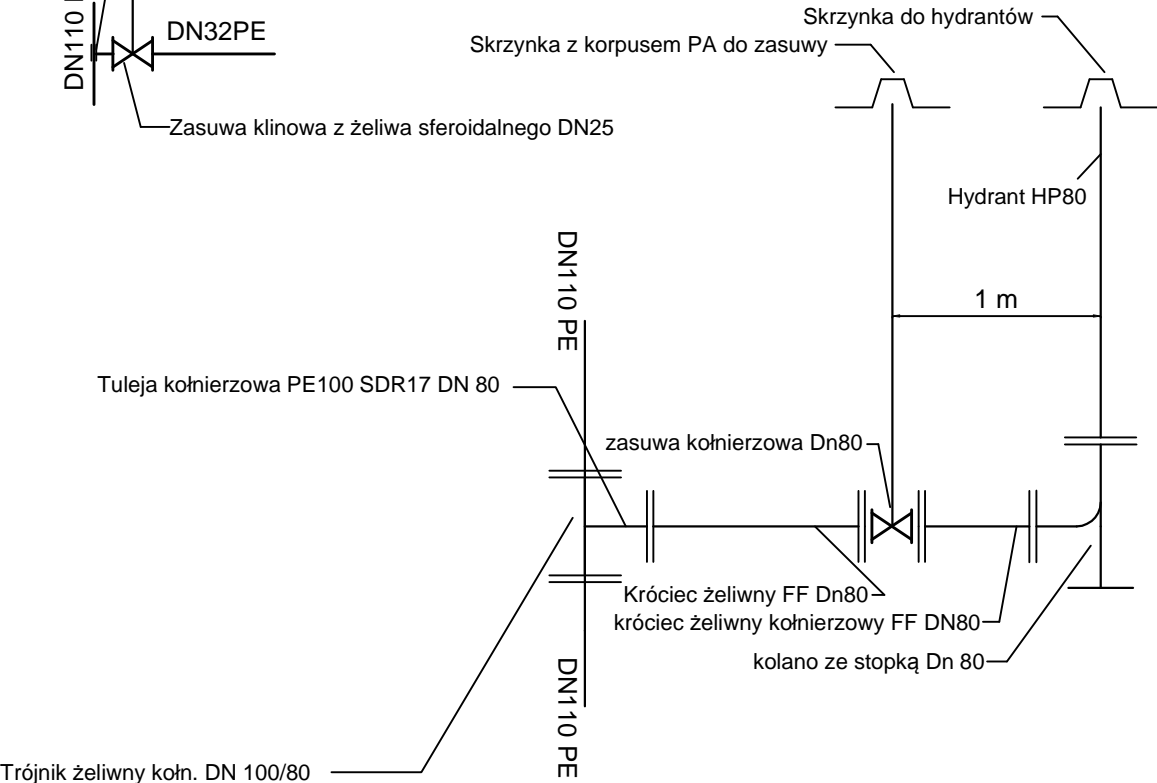 Skrzynka do hydrantów
DN110
DN32PE
Skrzynka z korpusem PA do zasuwy
Zasuwa klinowa z żeliwa sferoidalnego DN25
Hydrant HP80
DN110 PE
1 m
Tuleja kołnierzowa PE100 SDR17 DN 80
zasuwa kołnierzowa Dn80
Króciec żeliwny FF Dn80
króciec żeliwny kołnierzowy FF DN80
kolano ze stopką Dn 80
DN110 PE
Trójnik żeliwny kołn. DN 100/80